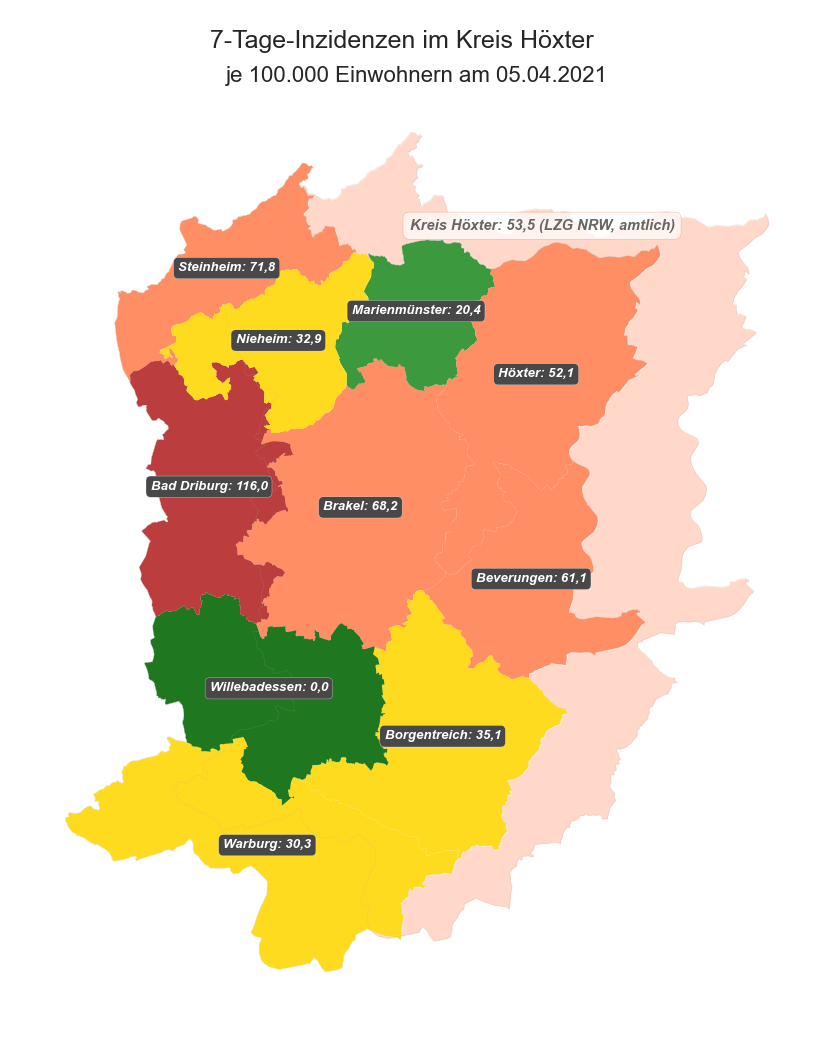 7-Tage-Inzidenzen im Kreis Höxter
je 100.000 Einwohnern am 05.04.2021
Kreis Höxter: 53,5 (LZG NRW, amtlich)
Steinheim: 71,8
Marienmünster: 20,4
Nieheim: 32,9
Höxter: 52,1
Bad Driburg: 116,0
Brakel: 68,2
Beverungen: 61,1
Willebadessen: 0,0
Borgentreich: 35,1
Warburg: 30,3